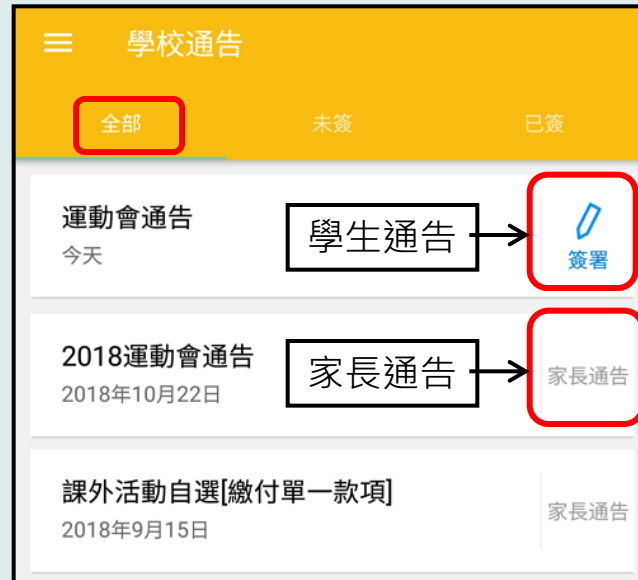 學校通告
全部 未簽 已簽
運動會通告
今天
學生通告
簽署
2018運動會通告
2018年10月22日
家長通告
家長通告
課外活動自選[繳付單一款項]
2018年9月15日
家長通告